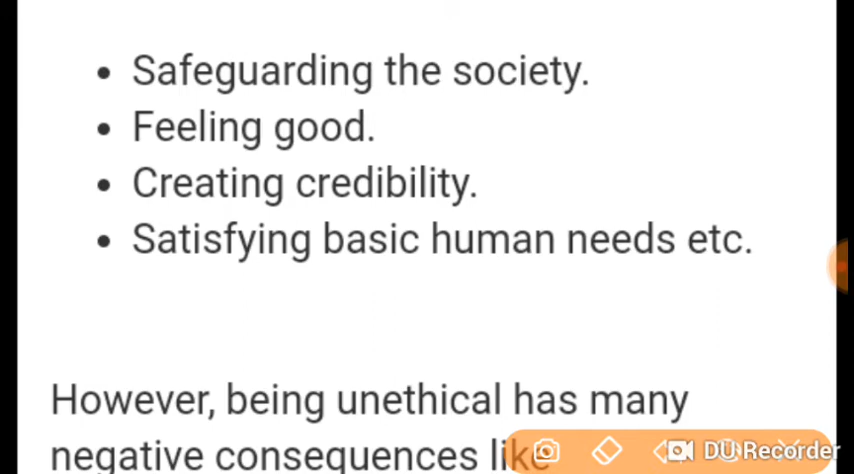 • Safeguarding the society.
• Feeling good.
• Creating credibility.
• Satisfying basic human needs etc.
However, being unethical has many
negative consequences like
DU Recorder